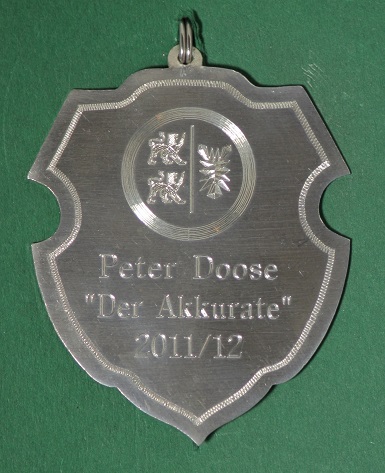 Peter Doose
"Der Akkurate"
2011/12